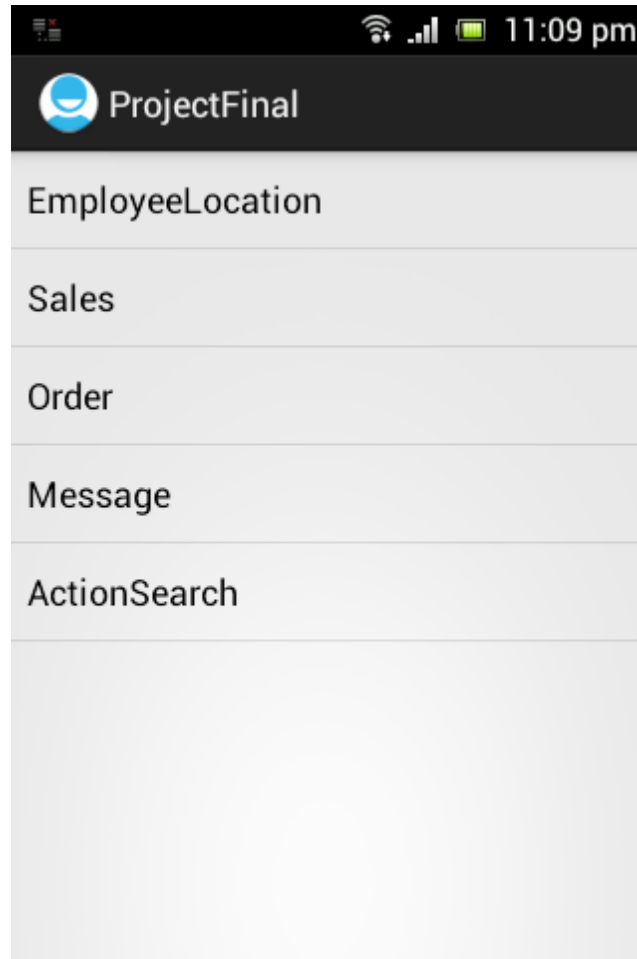 11:09 pm
ProjectFinal
EmployeeLocation
Sales
Order
Message
ActionSearch